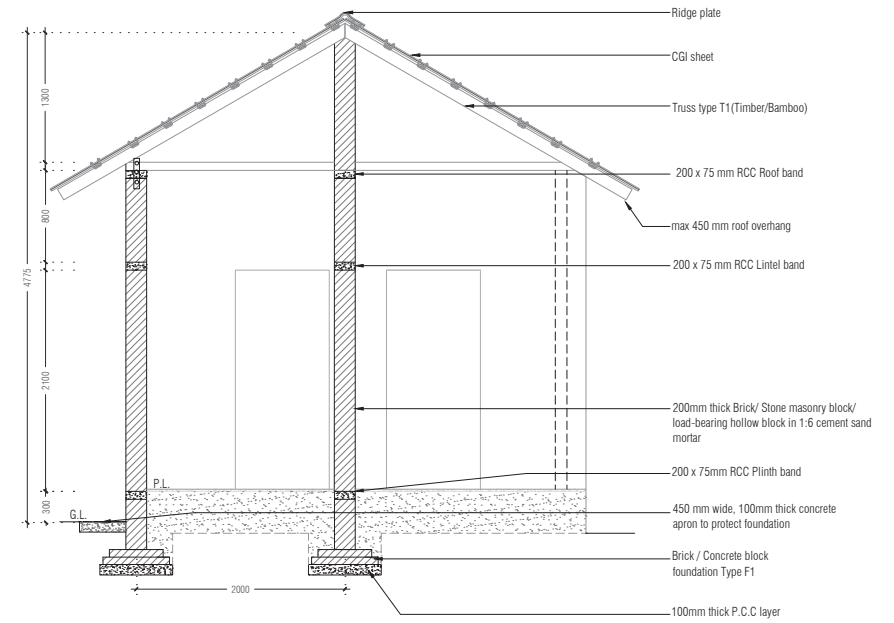 Ridge plate
CGI sheet
1300
Truss type T1(Timber/Bamboo)
200 x 75 mm RCC Roof band
800
max 450 mm roof overhang
200 x 75 mm RCC Lintel band
4775
2100
200mm thick Brick/ Stone masonry block/
load-bearing hollow block in 1:6 cement sand
mortar
200 x 75mm RCC Plinth band
P.L.
300
G.L.
450 mm wide, 100mm thick concrete
apron to protect foundation
Brick / Concrete block
foundation Type F1
2000
100mm thick P.C.C layer